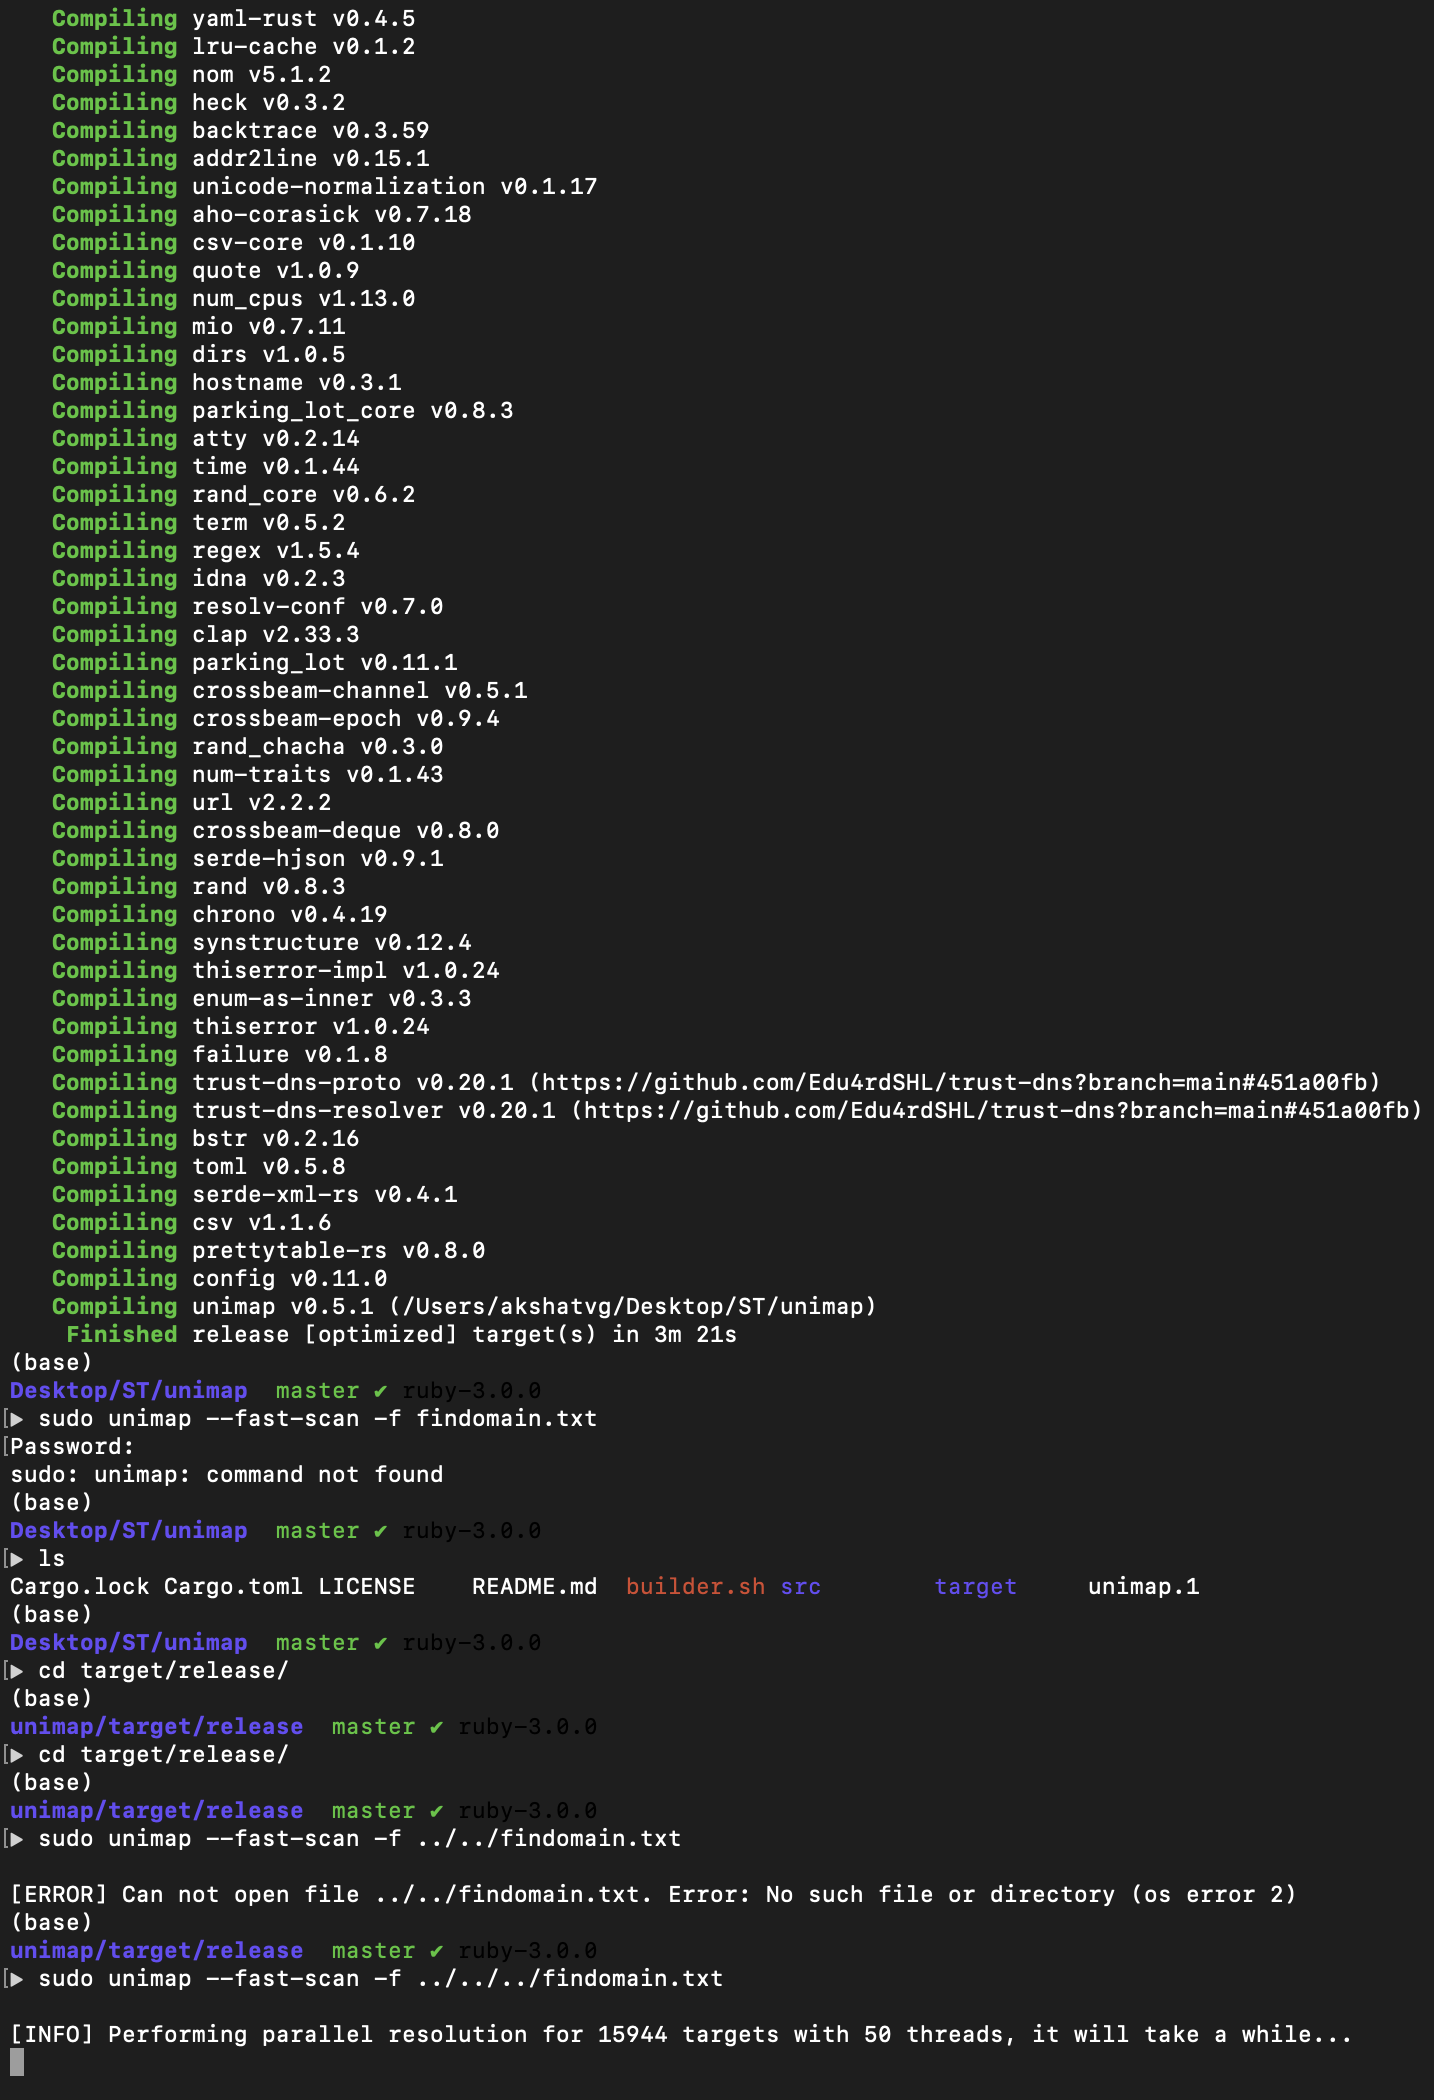 Compiling yaml-rust v0.4.5
Compiling lru-cache v0.1.2
Compiling nom v5.1.2
Compiling heck v0.3.2
Compiling backtrace v0.3.59
Compiling addr2line v0.15.1
Compiling unicode-normalization v0.1.17
Compiling aho-corasick v0.7.18
Compiling csv-core v0.1.10
Compiling quote v1.0.9
Compiling num_cpus v1.13.0
Compiling mio v0.7.11
Compiling dirs v1.0.5
Compiling hostname v0.3.1
Compiling parking_lot_core v0.8.3
Compiling atty v0.2.14
Compiling time v0.1.44
Compiling rand_core v0.6.2
Compiling term v0.5.2
Compiling regex v1.5.4
Compiling idna v0.2.3
Compiling resolv-conf v0.7.0
Compiling clap v2.33.3
Compiling parking_lot v0.11.1
Compiling crossbeam-channel v0.5.1
Compiling crossbeam-epoch v0.9.4
Compiling rand_chacha v0.3.0
Compiling num-traits v0.1.43
Compiling url v2.2.2
Compiling crossbeam-deque v0.8.0
Compiling serde-hjson v0.9.1
Compiling rand v0.8.3
Compiling chrono v0.4.19
Compiling synstructure v0.12.4
Compiling thiserror-impl v1.0.24
Compiling enum-as-inner v0.3.3
Compiling thiserror v1.0.24
Compiling failure v0.1.8
Compiling trust-dns-proto v0.20.1 (https://github.com/Edu4rdSHL/trust-dns?branch=main#451a00fb)
Compiling trust-dns-resolver v0.20.1 (https://github.com/Edu4rdSHL/trust-dns?branch=main#451a00fb)
Compiling bstr v0.2.16
Compiling toml v0.5.8
Compiling serde-xml-rs v0.4.1
Compiling csv v1.1.6
Compiling prettytable-rs v0.8.0
Compiling config v0.11.0
Compiling unimap v0.5.1 (/Users/akshatvg/Desktop/ST/unimap)
Finished release [optimized] target(s) in 3m 21s
(base)
Desktop/ST/unimap master ✔ ruby-3.0.0
[▶ sudo unimap --fast-scan -f findomain.txt
[Password:
sudo: unimap: command not found
(base)
Desktop/ST/unimap master ✔ ruby-3.0.0
[▶ ls
Cargo.lock Cargo.toml LICENSE README.md builder.sh src target unimap.1
(base)
Desktop/ST/unimap master ✔ ruby-3.0.0
[▶ cd target/release/
(base)
unimap/target/release master ✔ ruby-3.0.0
[▶ cd target/release/
(base)
unimap/target/release master ✔ ruby-3.0.0
[▶ sudo unimap --fast-scan -f ../../findomain.txt
[ERROR] Can not open file ../../findomain.txt. Error: No such file or directory (os error 2)
(base)
unimap/target/release master ✔ ruby-3.0.0
[▶ sudo unimap --fast-scan -f ../../../findomain.txt
[INFO] Performing parallel resolution for 15944 targets with 50 threads, it will take a while...